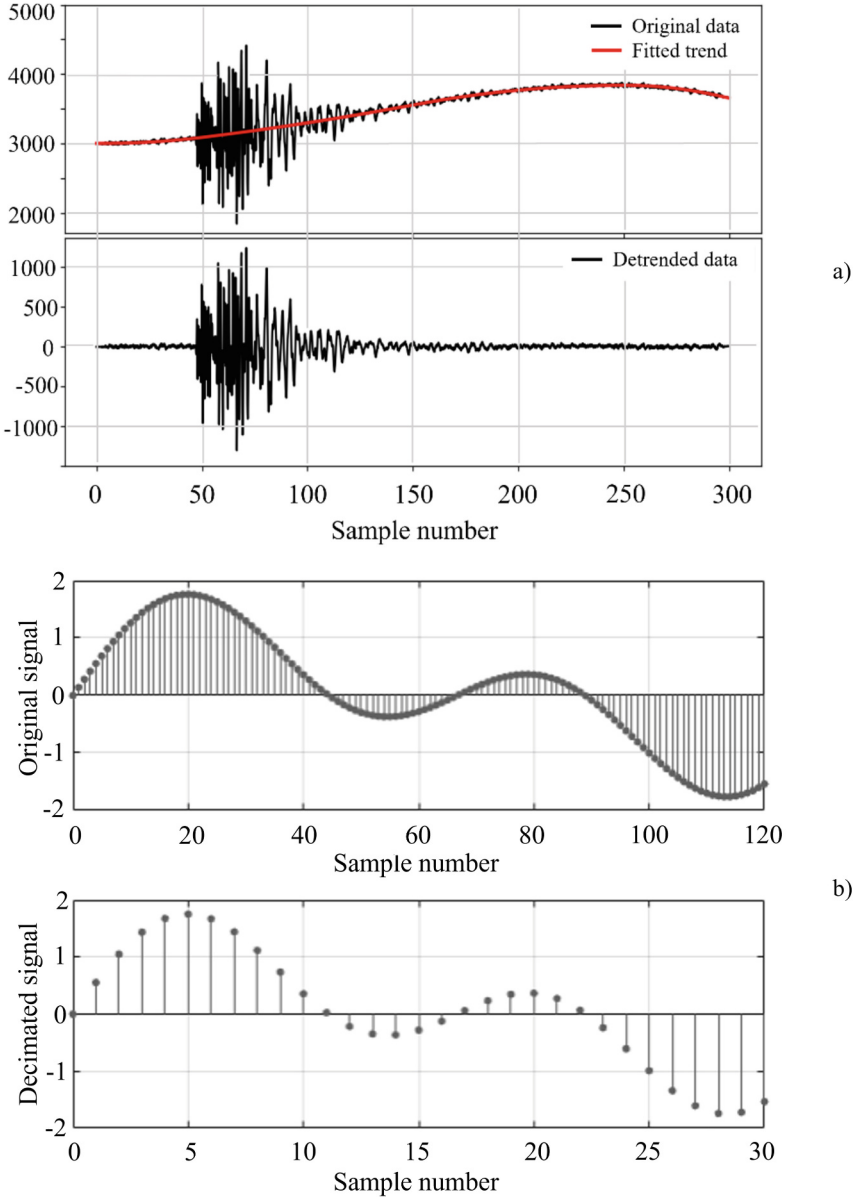 5000
4000
3000
2000
Original data
Fitted trend
1000
500
0
-500
-1000
Detrended data
a)
0 50 100 150 200 250 300
Sample number
2
1
0
-1
-2
Original signal
0 20 40 60 80 100 120
Sample number
b)
2
1
0
-1
-2
Decimated signal
0 5 10 15 20 25 30
Sample number